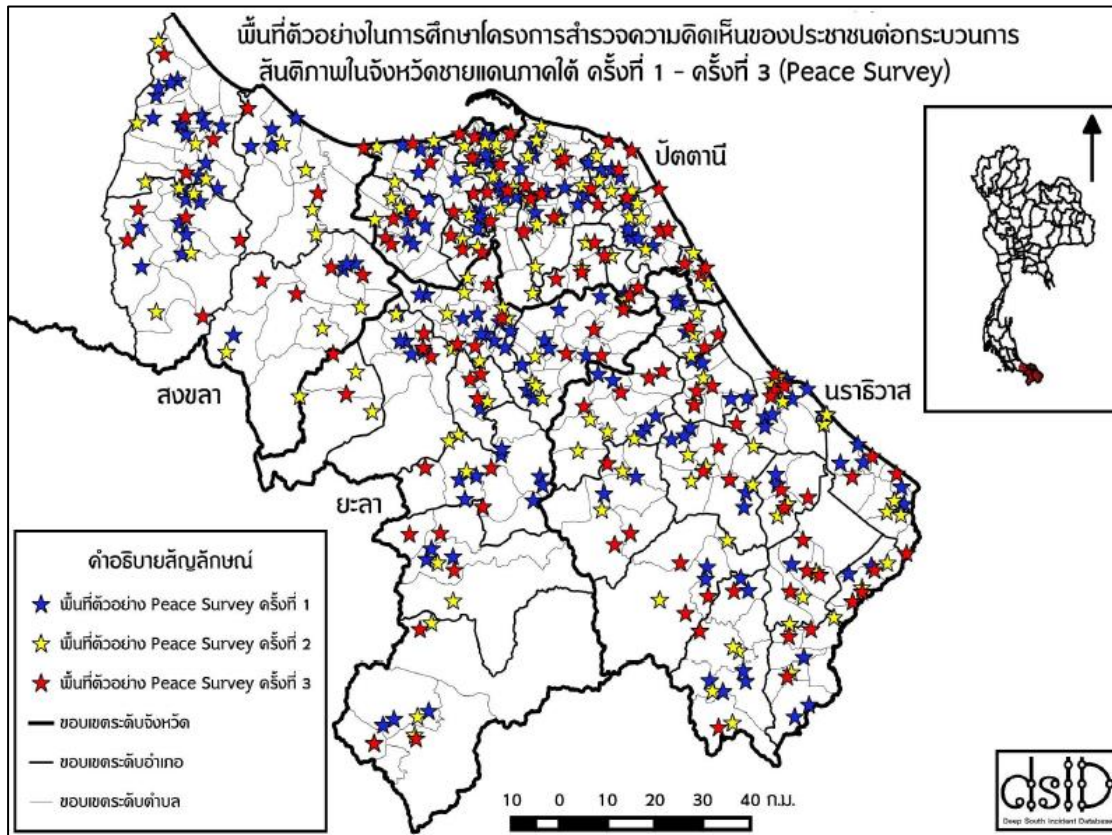 พื้นที่ตัวอย่างในการศึกษาโครงการสำรวจความคิดเห็นของประชาชนต่อกระบวนการ
สันติภาพในจังหวัดชายแดนภาคใต้ ครั้งที่ 1 - ครั้งที่ 3 (Peace Survey)
ปัตตานี
สงขลา
นราธิวาส
ยะลา
คำอธิบายสัญลักษณ์
พื้นที่ตัวอย่าง Peace Survey ครั้งที่ 1
พื้นที่ตัวอย่าง Peace Survey ครั้งที่ 2
พื้นที่ตัวอย่าง Peace Survey ครั้งที่ 3
ขอบเขตระดับจังหวัด
ขอบเขตระดับอำเภอ
ขอบเขตระดับตำบล
10 0 10 20 30 40 ก.ม.
dsID
Deep South Incident Database